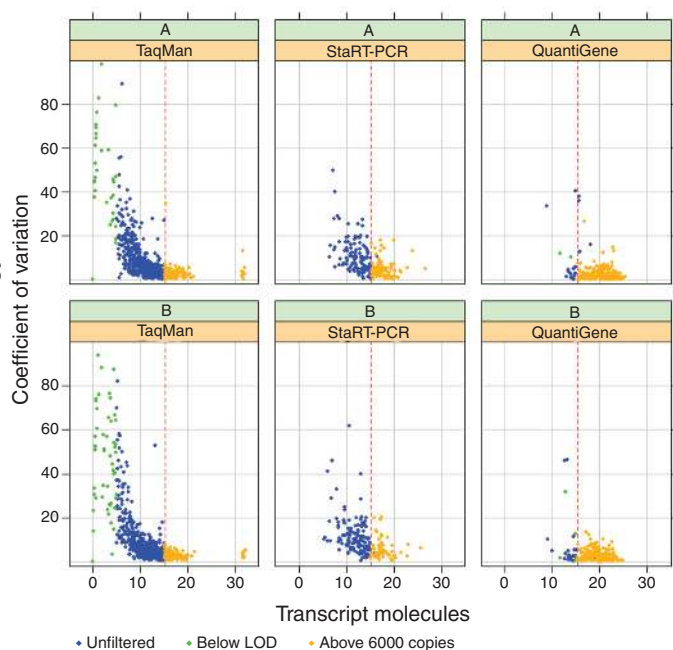 A A A
TaqMan StaRT-PCR QuantiGene
80
60
40
20
Coefficient of variation
B B B
TaqMan StaRT-PCR QuantiGene
80
60
40
20
0 10 20 30 0 10 20 30 0 10 20 30
Transcript molecules
Unfiltered Below LOD Above 6000 copies